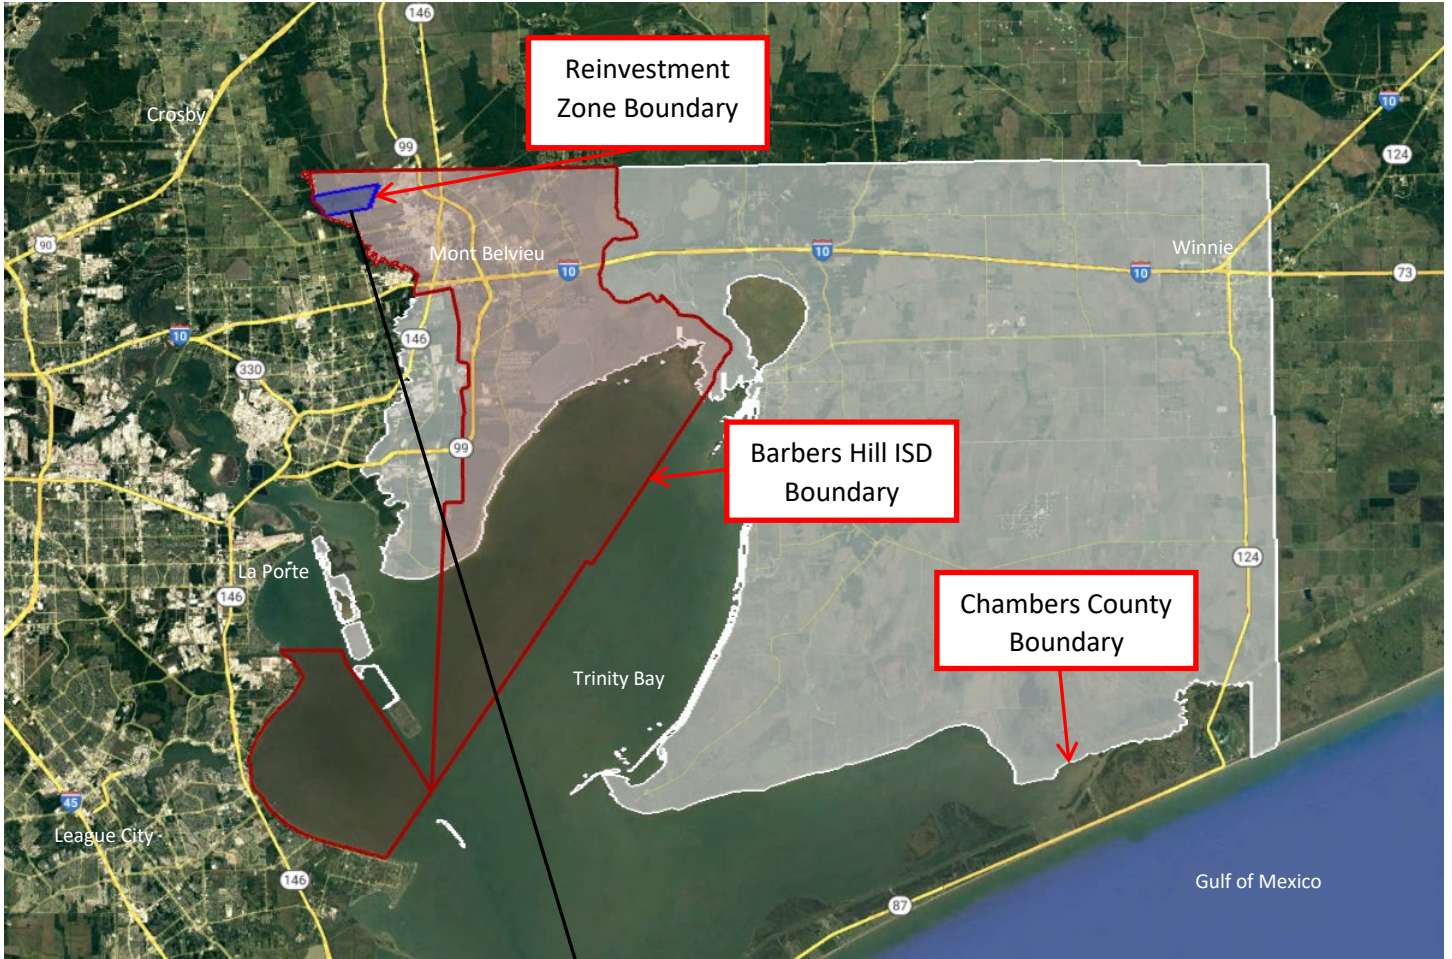 146
Reinvestment
Zone Boundary
10
Crosby
99
124
90
Mont Belvieu
10
10
10
Winnie
73
10
146
330
99
Barbers Hill ISD
Boundary
124
La Porte
146
Chambers County
Boundary
Trinity Bay
45
League City
146
87
Gulf of Mexico